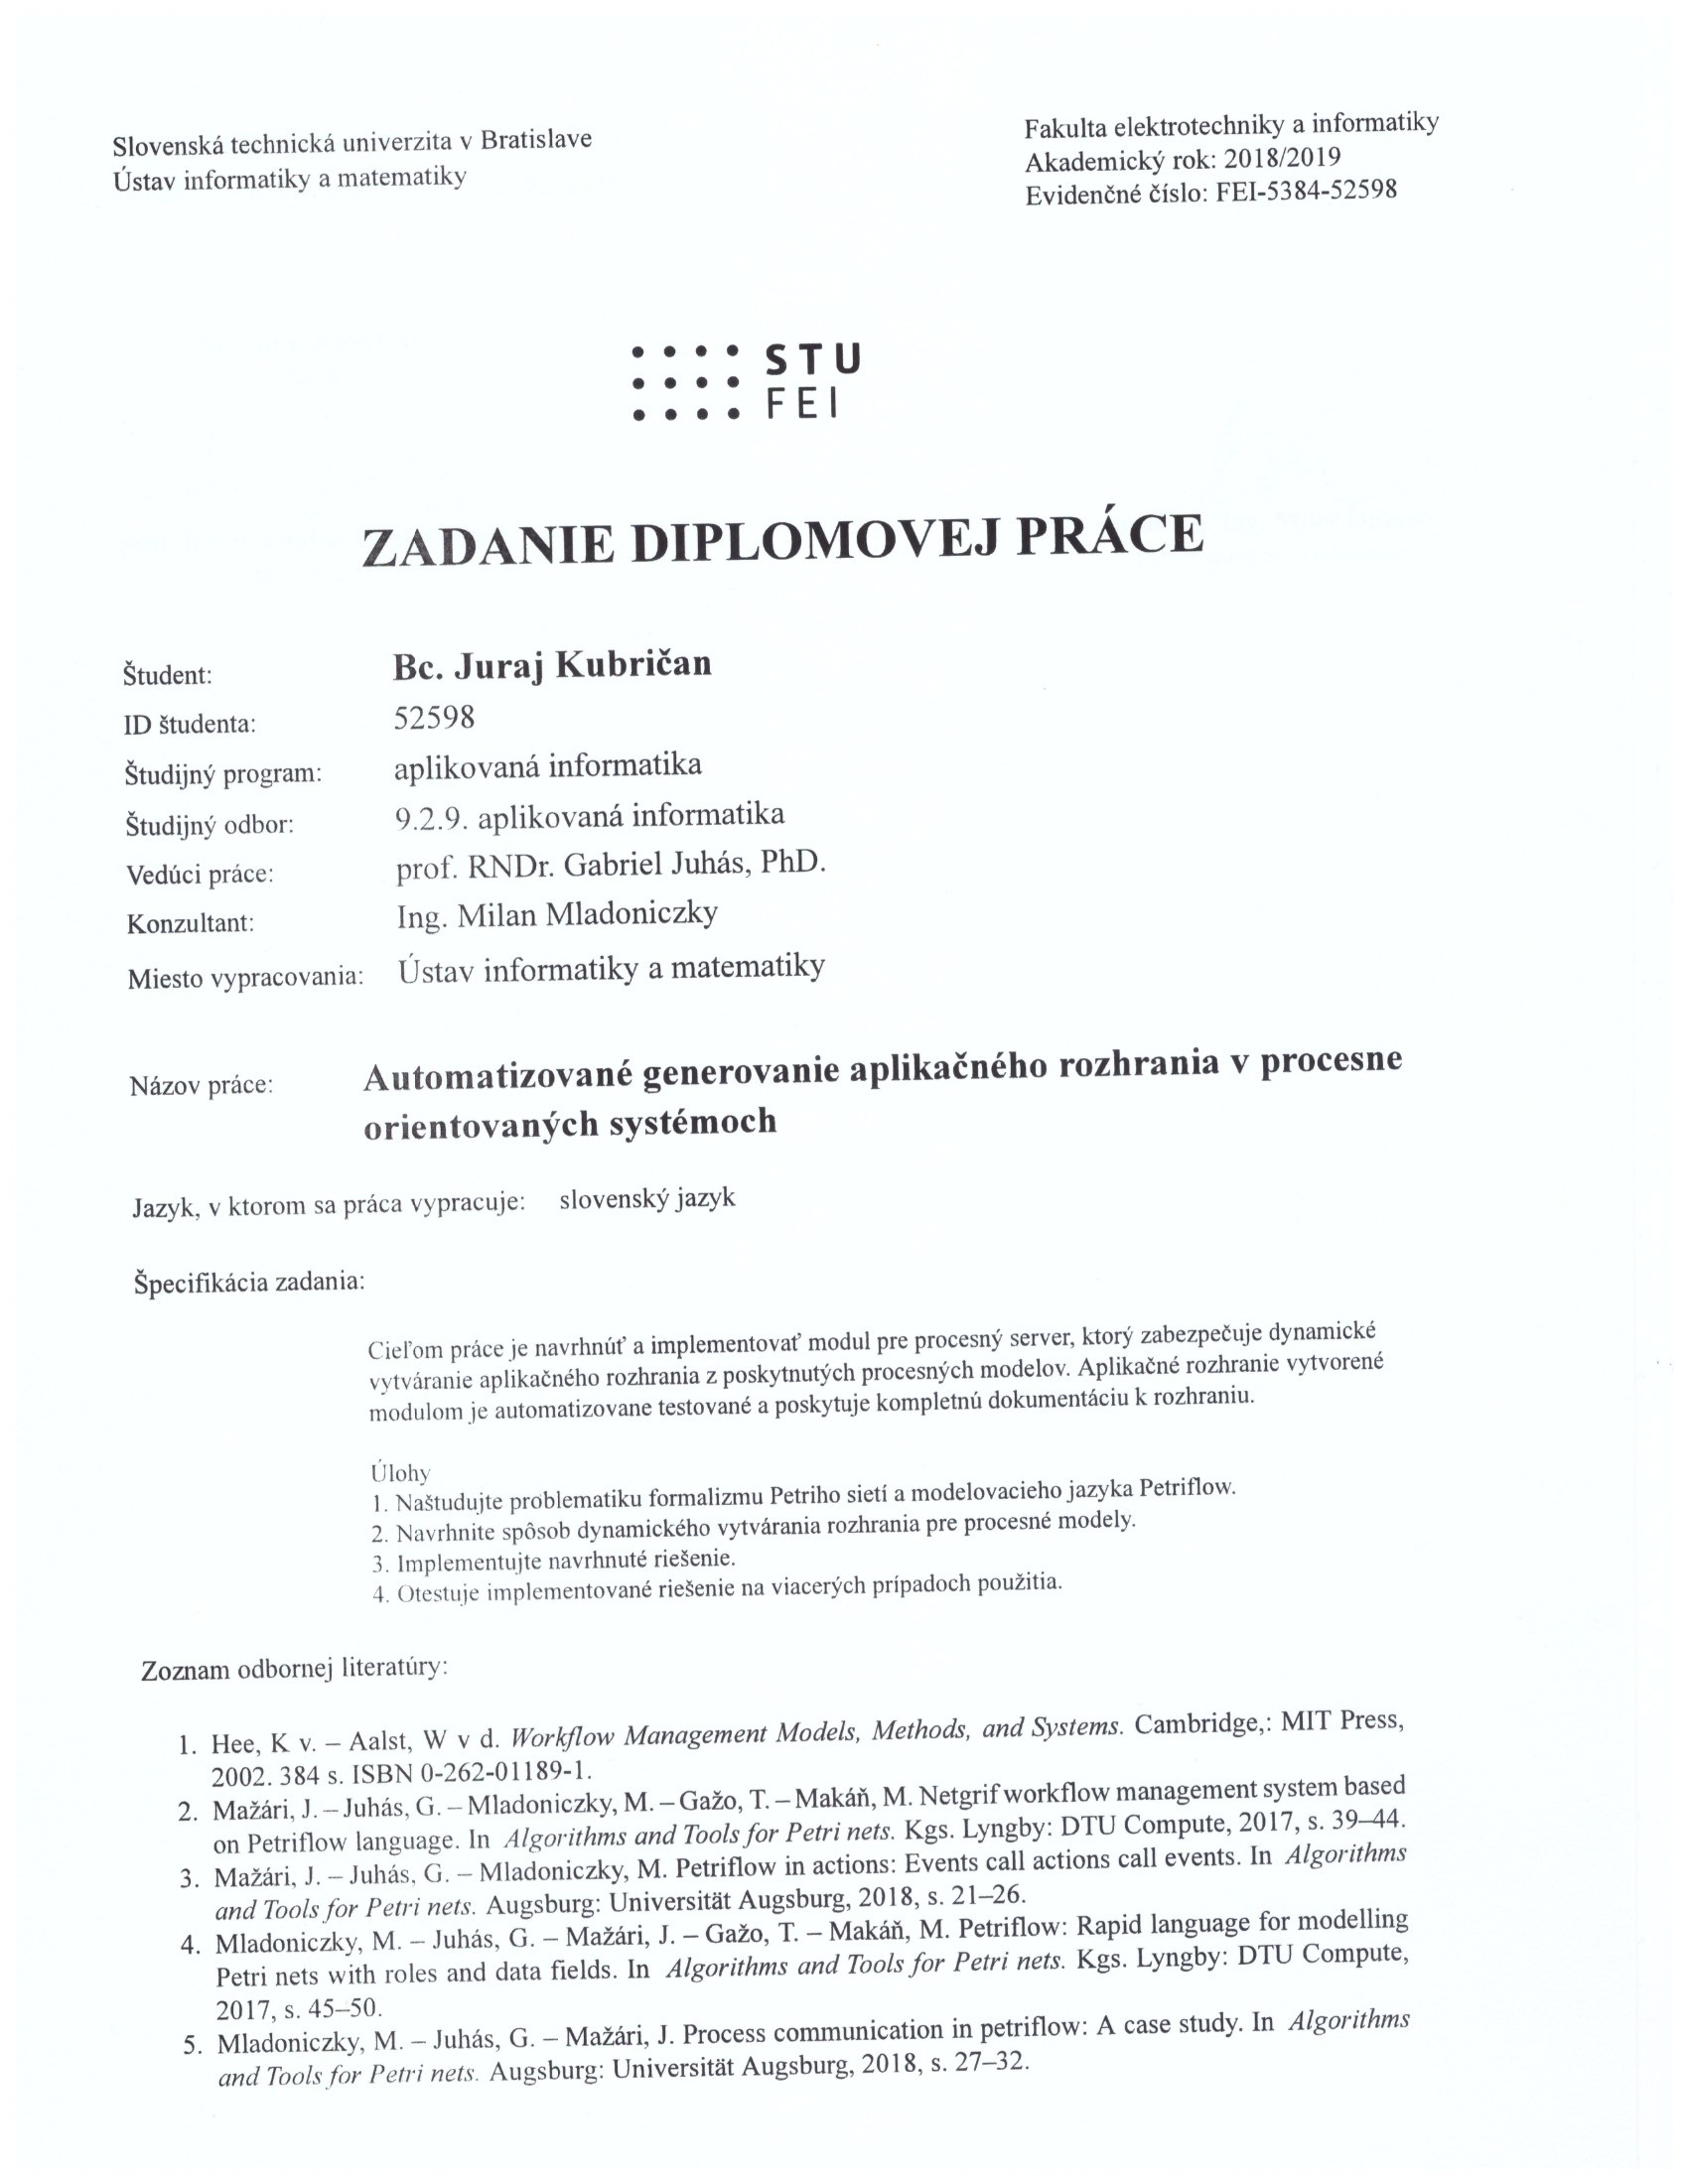 Slovenská technická univerzita v Bratislave
Ústav informatiky a matematiky
Fakulta elektrotechniky a informatiky
Akademický rok: 2018/2019
Evidenčné číslo: FEI-5384-52598
STU
FEI
ZADANIE DIPLOMOVEJ PRÁCE
Študent: Bc. Juraj Kubričan
ID študenta: 52598
Študijný program: aplikovaná informatika
Študijný odbor: 9.2.9. aplikovaná informatika
Vedúci práce: prof. RNDr. Gabriel Juhás, PhD.
Konzultant: Ing. Milan Mladoniczky
Miesto vypracovania: Ústav informatiky a matematiky
Názov práce: Automatizované generovanie aplikačného rozhrania v procesne
orientovaných systémoch
Jazyk, v ktorom sa práca vypracuje: slovenský jazyk
Špecifikácia zadania:
Cieľom práce je navrhnúť a implementovať modul pre procesný server, ktorý zabezpečuje dynamické
vytváranie aplikačného rozhrania z poskytnutých procesných modelov. Aplikačné rozhranie vytvorené
modulom je automatizovane testované a poskytuje kompletnú dokumentáciu k rozhraniu.
Úlohy
1. Naštudujte problematiku formalizmu Petriho sietí a modelovacieho jazyka Petriflow.
2. Navrhnite spôsob dynamického vytvárania rozhrania pre procesné modely.
3. Implementujte navrhnuté riešenie.
4. Otestuje implementované riešenie na viacerých prípadoch použitia.
Zoznam odbornej literatúry:
1. Hee, K v. – Aalst, W v d. Workflow Management Models, Methods, and Systems. Cambridge,: MIT Press,
2002. 384 s. ISBN 0-262-01189-1.
2. Mažári, J. – Juhás, G. – Mladoniczky, M. – Gažo, T. – Makáň, M. Netgrif workflow management system based
on Petriflow language. In Algorithms and Tools for Petri nets. Kgs. Lyngby: DTU Compute, 2017, s. 39–44.
3. Mažári, J. – Juhás, G. – Mladoniczky, M. Petriflow in actions: Events call actions call events. In Algorithms
and Tools for Petri nets. Augsburg: Universität Augsburg, 2018, s. 21–26.
4. Mladoniczky, M. – Juhás, G. – Mažári, J. – Gažo, T. – Makáň, M. Petriflow: Rapid language for modelling
Petri nets with roles and data fields. In Algorithms and Tools for Petri nets. Kgs. Lyngby: DTU Compute,
2017, s. 45–50.
5. Mladoniczky, M. – Juhás, G. – Mažári, J. Process communication in petriflow: A case study. In Algorithms
and Tools for Petri nets. Augsburg: Universität Augsburg, 2018, s. 27–32.